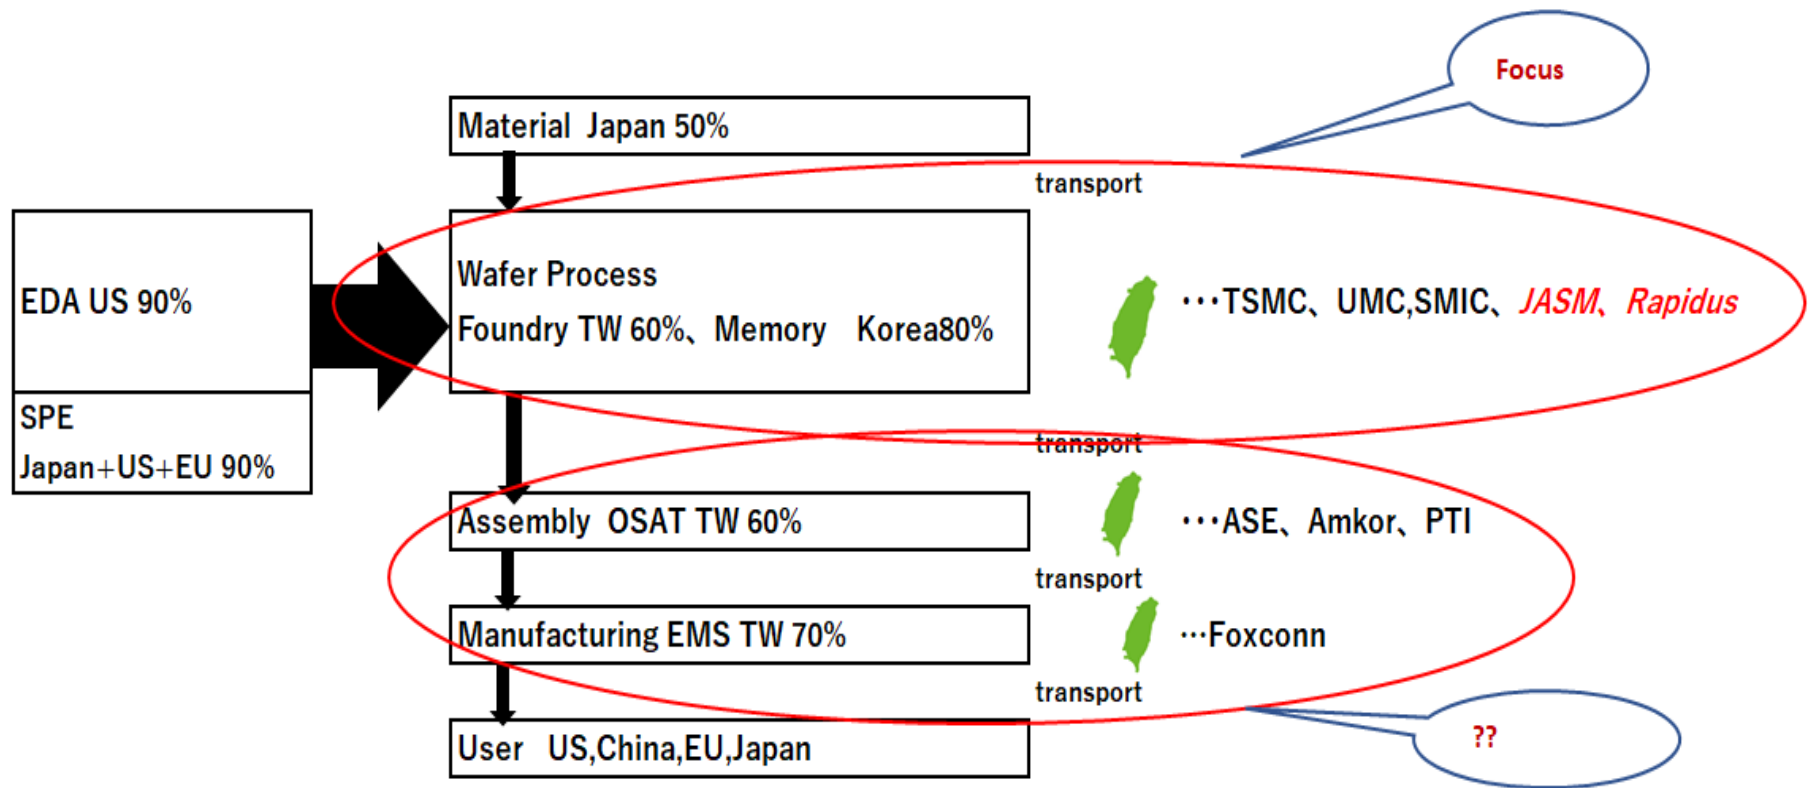 Focus
Material Japan 50%
transport
EDA US 90%
Wafer Process
Foundry TW 60%、Memory Korea80%
･･･TSMC、UMC,SMIC、JASM、Rapidus
SPE
Japan+US+EU 90%
transport
Assembly OSAT TW 60%
･･･ASE、Amkor、PTI
transport
Manufacturing EMS TW 70%
･･･Foxconn
transport
User US,China,EU,Japan
??